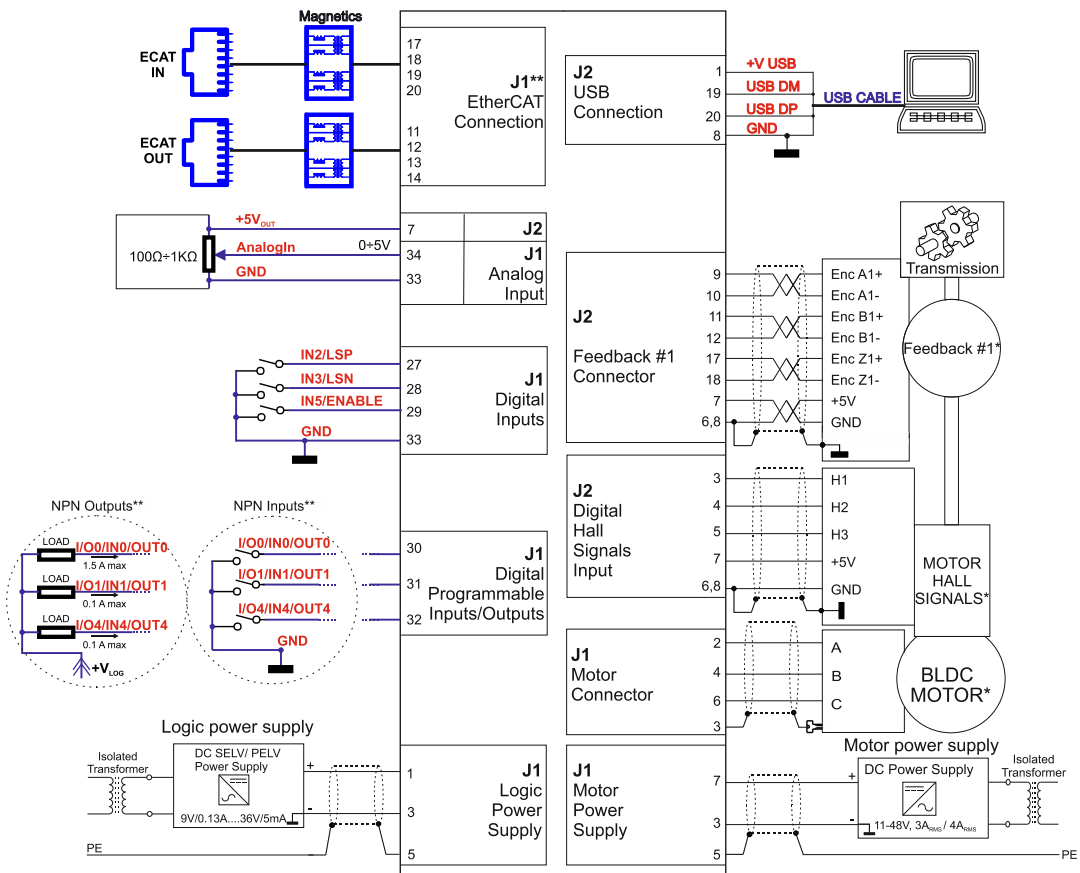 Magnetics
ECAT
IN
17
18
19
20
J1**
EtherCAT
Connection
ECAT
OUT
11
12
13
14
J2
USB
Connection
1
19
20
8
+V USB
USB DM
USB DP
GND
USB CABLE
100Ω÷1KΩ
+5VOUT
AnalogIn
0÷5V
GND
7
34
33
J2
J1
Analog
Input
Transmission
Feedback #1*
J2
Feedback #1
Connector
9
10
11
12
17
18
7
6,8
Enc A1+
Enc A1-
Enc B1+
Enc B1-
Enc Z1+
Enc Z1-
+5V
GND
IN2/LSP
IN3/LSN
IN5/ENABLE
GND
27
28
29
33
J1
Digital
Inputs
J2
Digital
Hall
Signals
Input
3
4
5
7
6,8
H1
H2
H3
+5V
GND
MOTOR
HALL
SIGNALS*
NPN Outputs**
LOAD
I/O0/IN0/OUT0
1.5 A max
LOAD
I/O1/IN1/OUT1
0.1 A max
LOAD
I/O4/IN4/OUT4
0.1 A max
+VLOG
NPN Inputs**
I/O0/IN0/OUT0
I/O1/IN1/OUT1
I/O4/IN4/OUT4
GND
30
31
32
J1
Digital
Programmable
Inputs/Outputs
J1
Motor
Connector
2
4
6
3
A
B
C
BLDC
MOTOR*
Logic power supply
Isolated
Transformer
DC SELV/ PELV
Power Supply
9V/0.13A....36V/5mA
+
-
PE
1
3
5
J1
Logic
Power
Supply
J1
Motor
Power
Supply
7
3
5
Motor power supply
+
-
DC Power Supply
11-48V, 3ARMS/ 4ARMS
Isolated
Transformer
PE